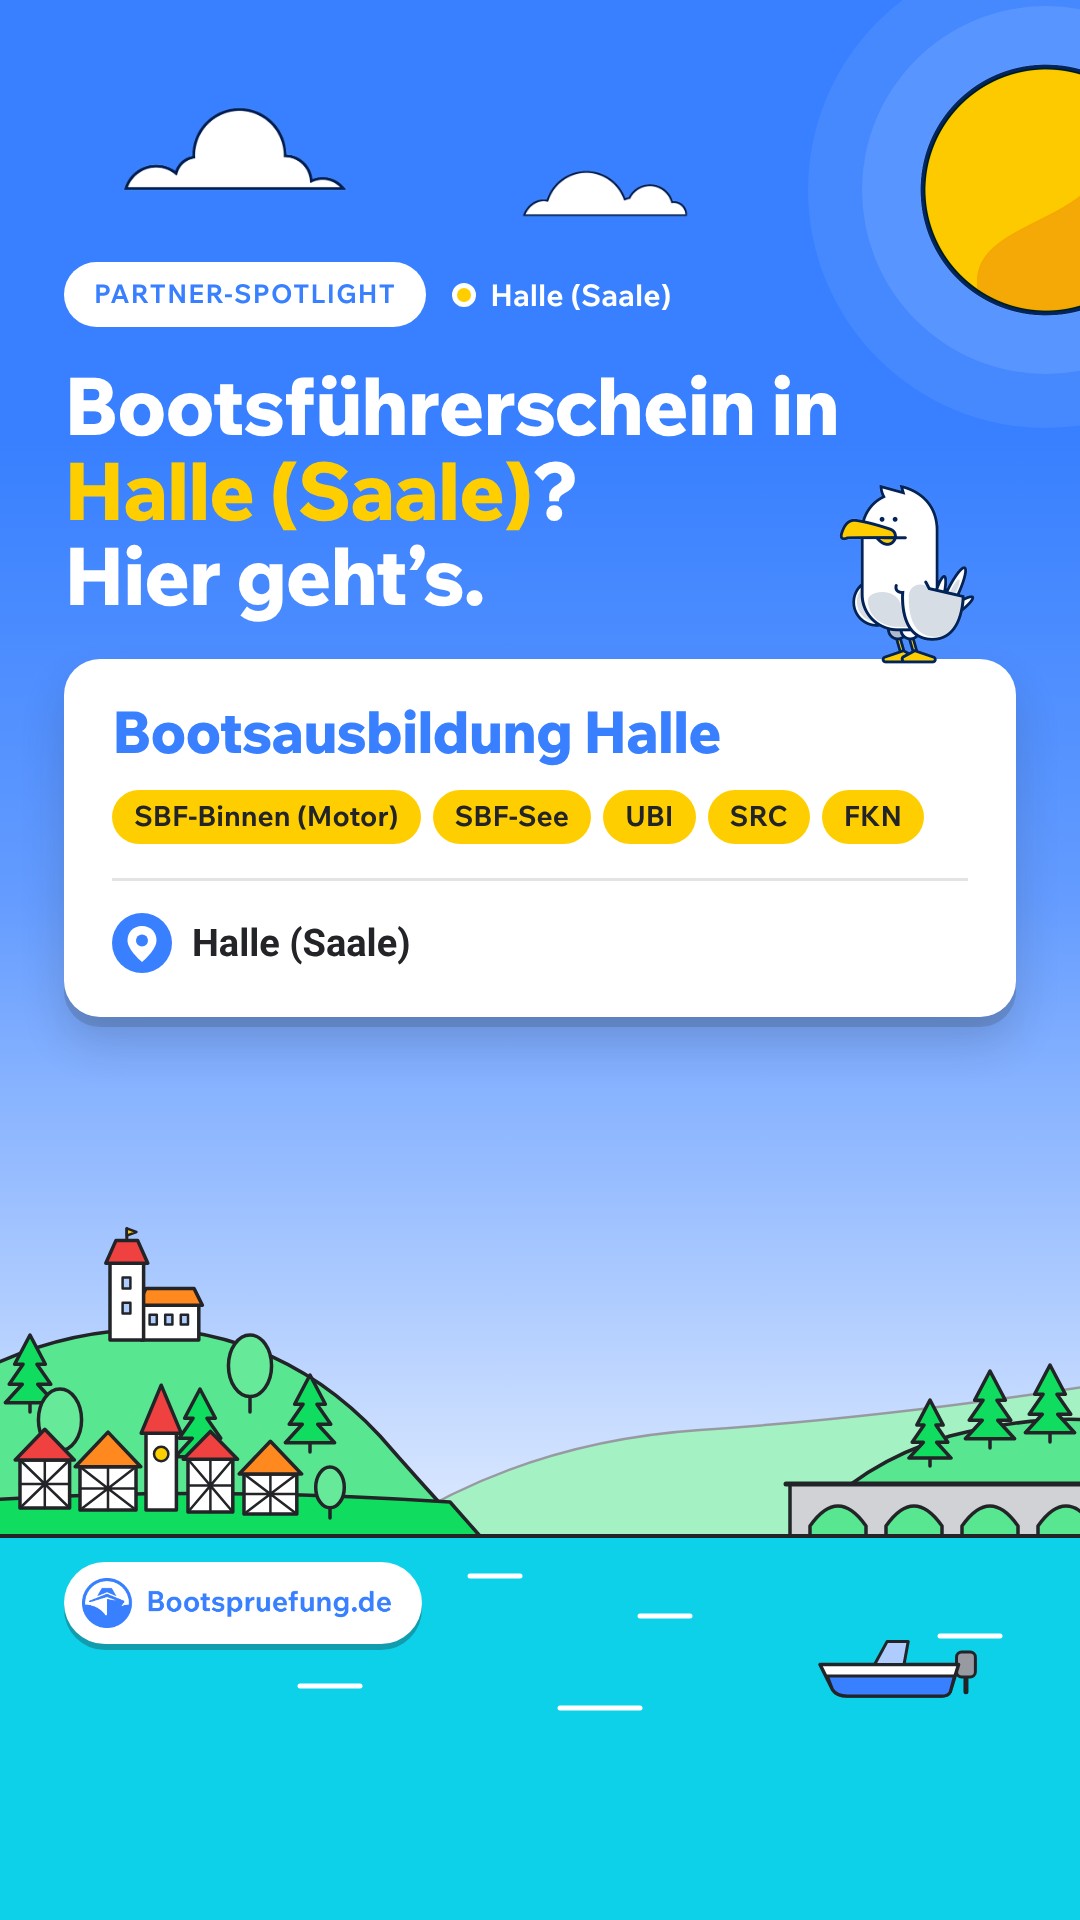 PARTNER-SPOTLIGHT
Halle (Saale)
Bootsführerschein in
Halle (Saale)?
Hier geht’s.
Bootsausbildung Halle
SBF-Binnen (Motor) SBF-See UBI SRC FKN
Halle (Saale)
Bootspruefung.de